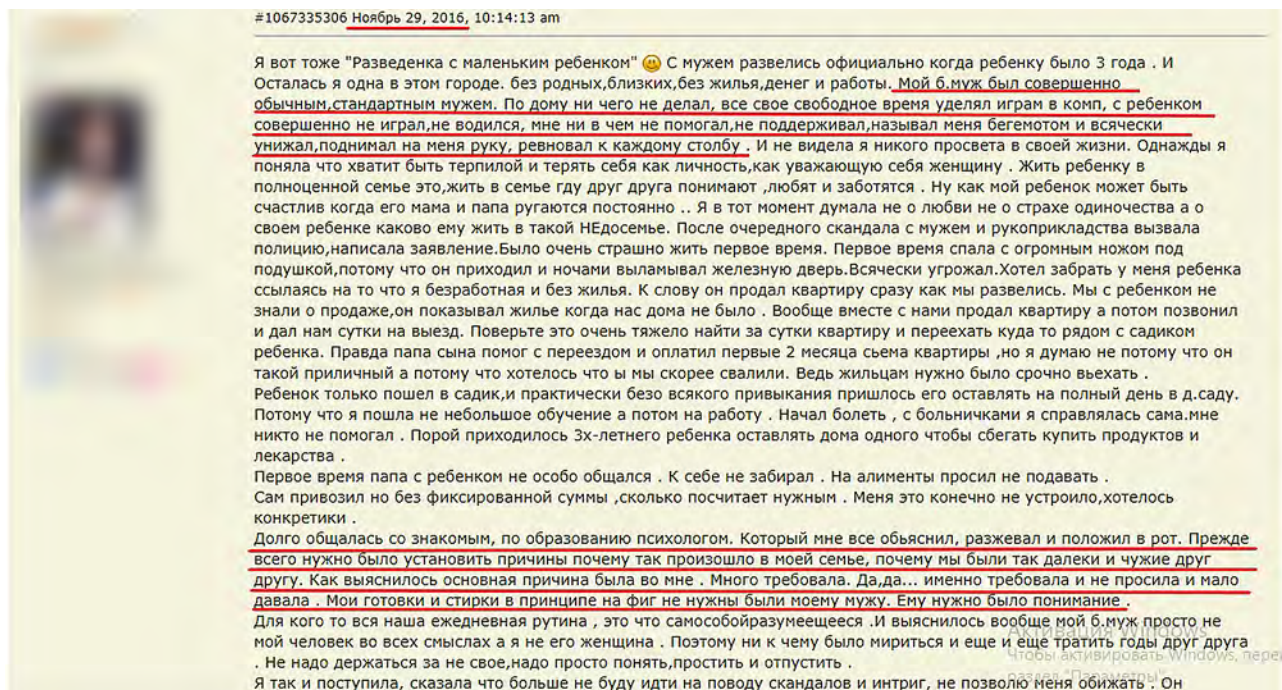 #1067335306 Ноябрь 29, 2016, 10:14:13 am
Я вот тоже "Разведенка с маленьким ребенком" С мужем развелись официально когда ребенку было 3 года . И
Осталась я одна в этом городе. без родных,близких,без жилья,денег и работы. Мой б.муж был совершенно
обычным,стандартным мужем. По дому ни чего не делал, все свое свободное время уделял играм в комп, с ребенком
совершенно не играл,не водился, мне ни в чем не помогал,не поддерживал,называл меня бегемотом и всячески
унижал,поднимал на меня руку, ревновал к каждому столбу . И не видела я никого просвета в своей жизни. Однажды я
поняла что хватит быть терпилой и терять себя как личность,как уважающую себя женщину . Жить ребенку в
полноценной семье это,жить в семье гду друг друга понимают ,любят и заботятся . Ну как мой ребенок может быть
счастлив когда его мама и папа ругаются постоянно .. Я в тот момент думала не о любви не о страхе одиночества а о
своем ребенке каково ему жить в такой НЕдосемье. После очередного скандала с мужем и рукоприкладства вызвала
полицию,написала заявление.Было очень страшно жить первое время. Первое время спала с огромным ножом под
подушкой,потому что он приходил и ночами выламывал железную дверь.Всячески угрожал.Хотел забрать у меня ребенка
ссылаясь на то что я безработная и без жилья. К слову он продал квартиру сразу как мы развелись. Мы с ребенком не
знали о продаже,он показывал жилье когда нас дома не было . Вообще вместе с нами продал квартиру а потом позвонил
и дал нам сутки на выезд. Поверьте это очень тяжело найти за сутки квартиру и переехать куда то рядом с садиком
ребенка. Правда папа сына помог с переездом и оплатил первые 2 месяца сьема квартиры ,но я думаю не потому что он
такой приличный а потому что хотелось что ы мы скорее свалили. Ведь жильцам нужно было срочно вьехать .
Ребенок только пошел в садик,и практически безо всякого привыкания пришлось его оставлять на полный день в д.саду.
Потому что я пошла не небольшое обучение а потом на работу . Начал болеть , с больничками я справлялась сама.мне
никто не помогал . Порой приходилось 3х-летнего ребенка оставлять дома одного чтобы сбегать купить продуктов и
лекарства .
Первое время папа с ребенком не особо общался . К себе не забирал . На алименты просил не подавать .
Сам привозил но без фиксированной суммы ,сколько посчитает нужным . Меня это конечно не устроило,хотелось
конкретики .
Долго общалась со знакомым, по образованию психологом. Который мне все обьяснил, разжевал и положил в рот. Прежде
всего нужно было установить причины почему так произошло в моей семье, почему мы были так далеки и чужие друг
другу. Как выяснилось основная причина была во мне . Много требовала. Да,да... именно требовала и не просила и мало
давала . Мои готовки и стирки в принципе на фиг не нужны были моему мужу. Ему нужно было понимание .
Для кого то вся наша ежедневная рутина , это что самособойразумеещееся .И выяснилось вообще мой б.муж просто не
мой человек во всех смыслах а я не его женщина . Поэтому ни к чему было мириться и еще и еще тратить годы друг друга
. Не надо держаться за не свое,надо просто понять,простить и отпустить .
Я так и поступила, сказала что больше не буду идти на поводу скандалов и интриг, не позволю меня обижать . Он
Активация Windows
Чтобы активировать Windows, пере
раздел "Параметры"